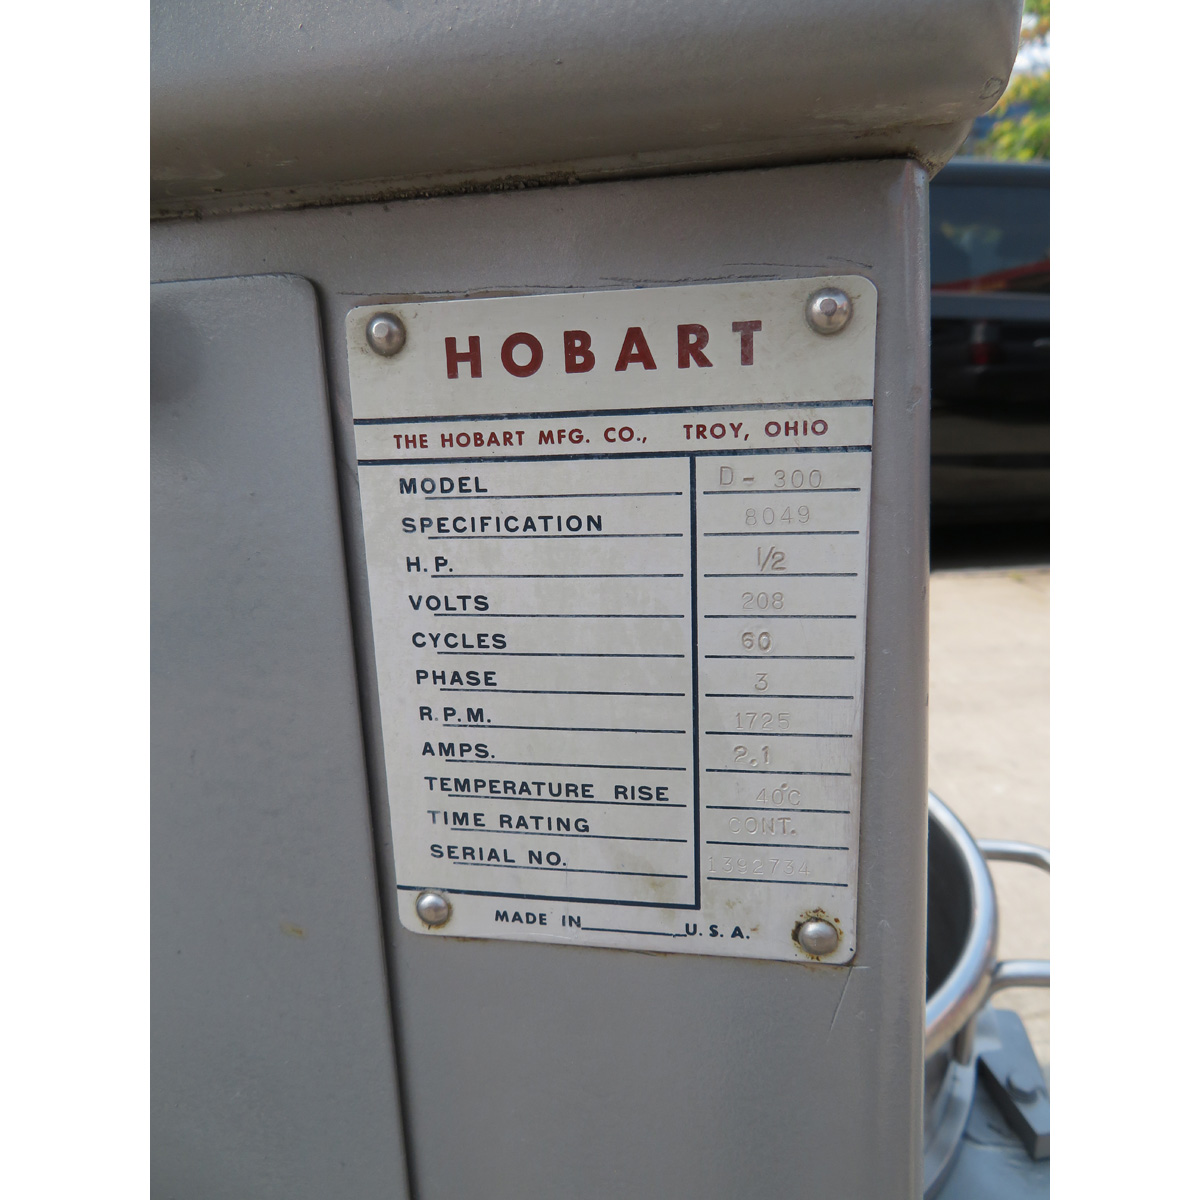 HOBART
THE HOBART MFG. CO., TROY, OHIO
MODEL D-300
SPECIFICATION 8049
H.P. 1/2
VOLTS 208
CYCLES 60
PHASE 3
R.P.M. 1725
AMPS. 2.1
TEMPERATURE RISE 40°C
TIME RATING CONT.
SERIAL NO. 1392734
MADE IN U.S.A.